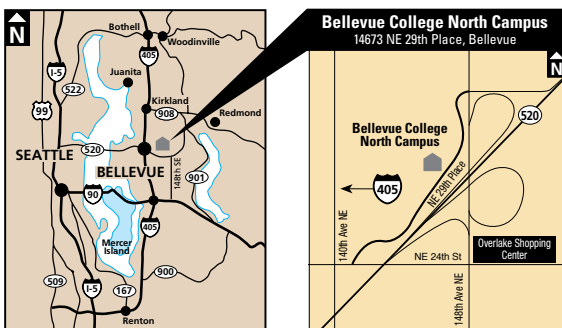 N
Bothell
Woodinville
405
I-5
Juanita
522
99
Kirkland
908
Redmond
520
SEATTLE
BELLEVUE
148th SE
901
90
Mercer
Island
405
900
I-5
509
167
Renton
Bellevue College North Campus
14673 NE 29th Place, Bellevue
N
520
Bellevue College
North Campus
405
NE 29th Place
140th Ave NE
NE 24th St
Overlake Shopping
Center
148th Ave NE